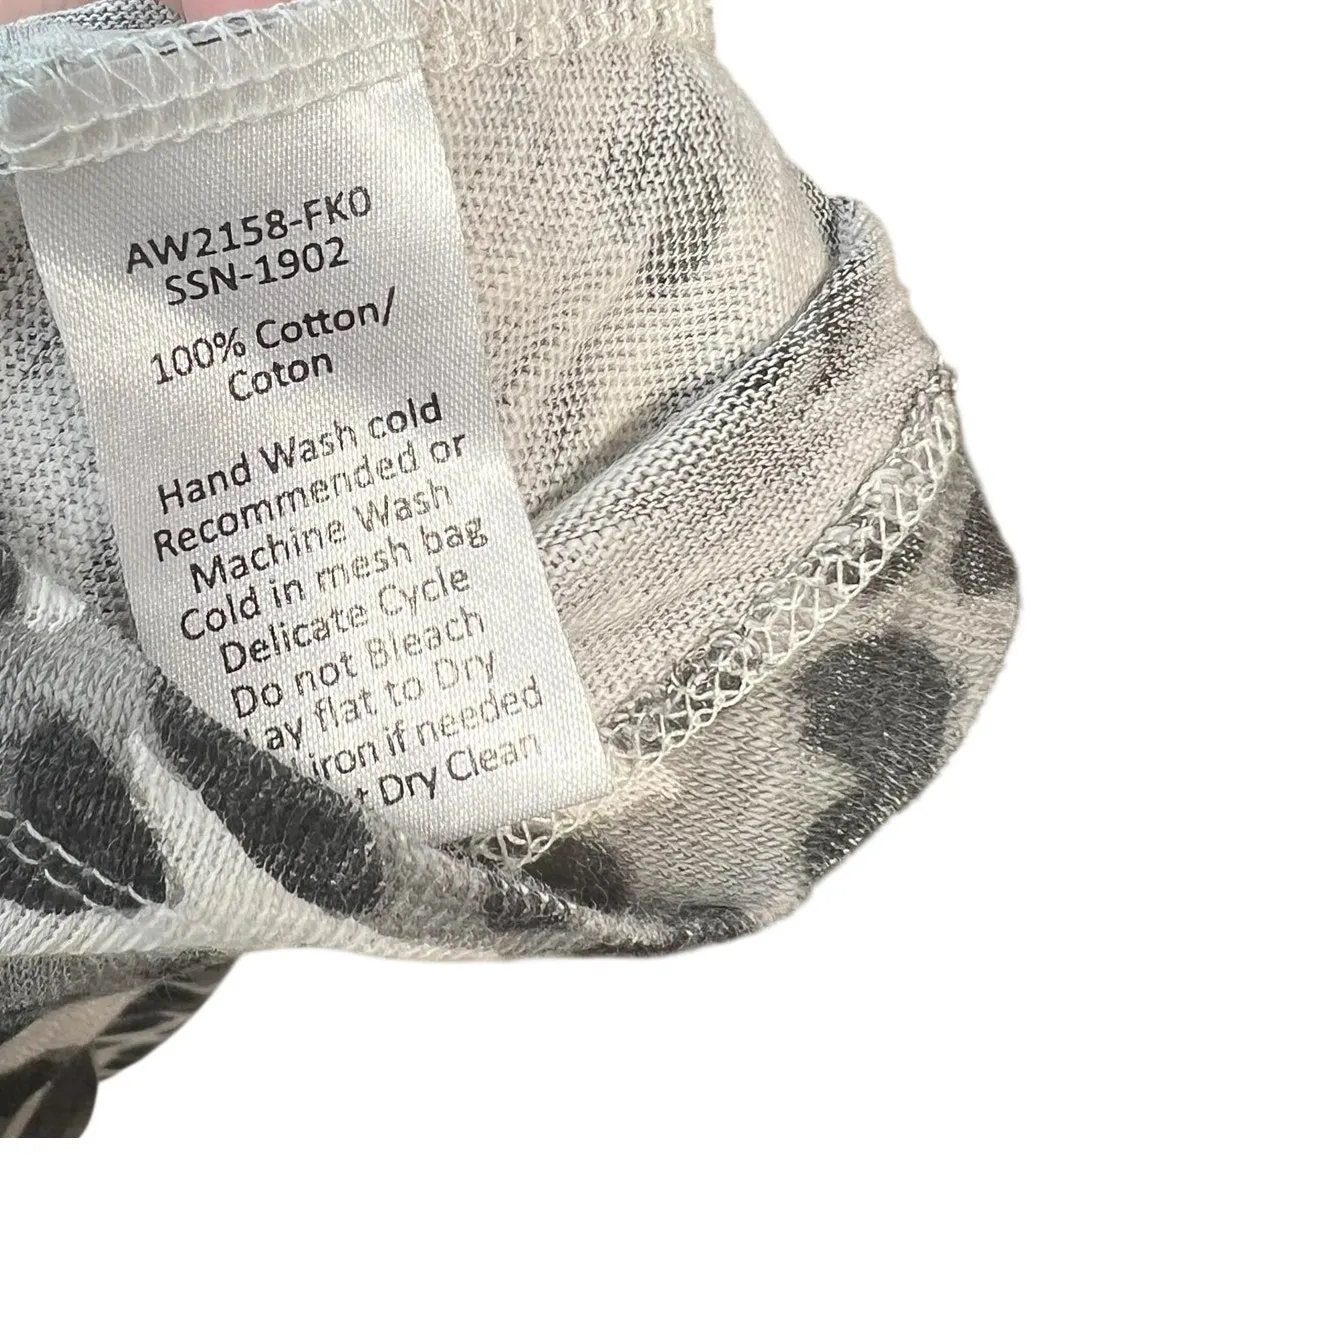 AW2158-FK0
SSN-1902
100% Cotton/
Coton
Hand Wash cold
Recommended or
Machine Wash
Cold in mesh bag
Delicate Cycle
Do not Bleach
Lay flat to Dry
iron if needed
Dry Clean